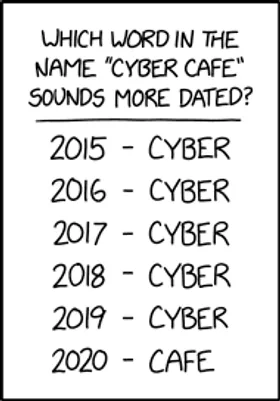 WHICH WORD IN THE
NAME "CYBER CAFE"
SOUNDS MORE DATED?
2015 - CYBER
2016 - CYBER
2017 - CYBER
2018 - CYBER
2019 - CYBER
2020 - CAFE